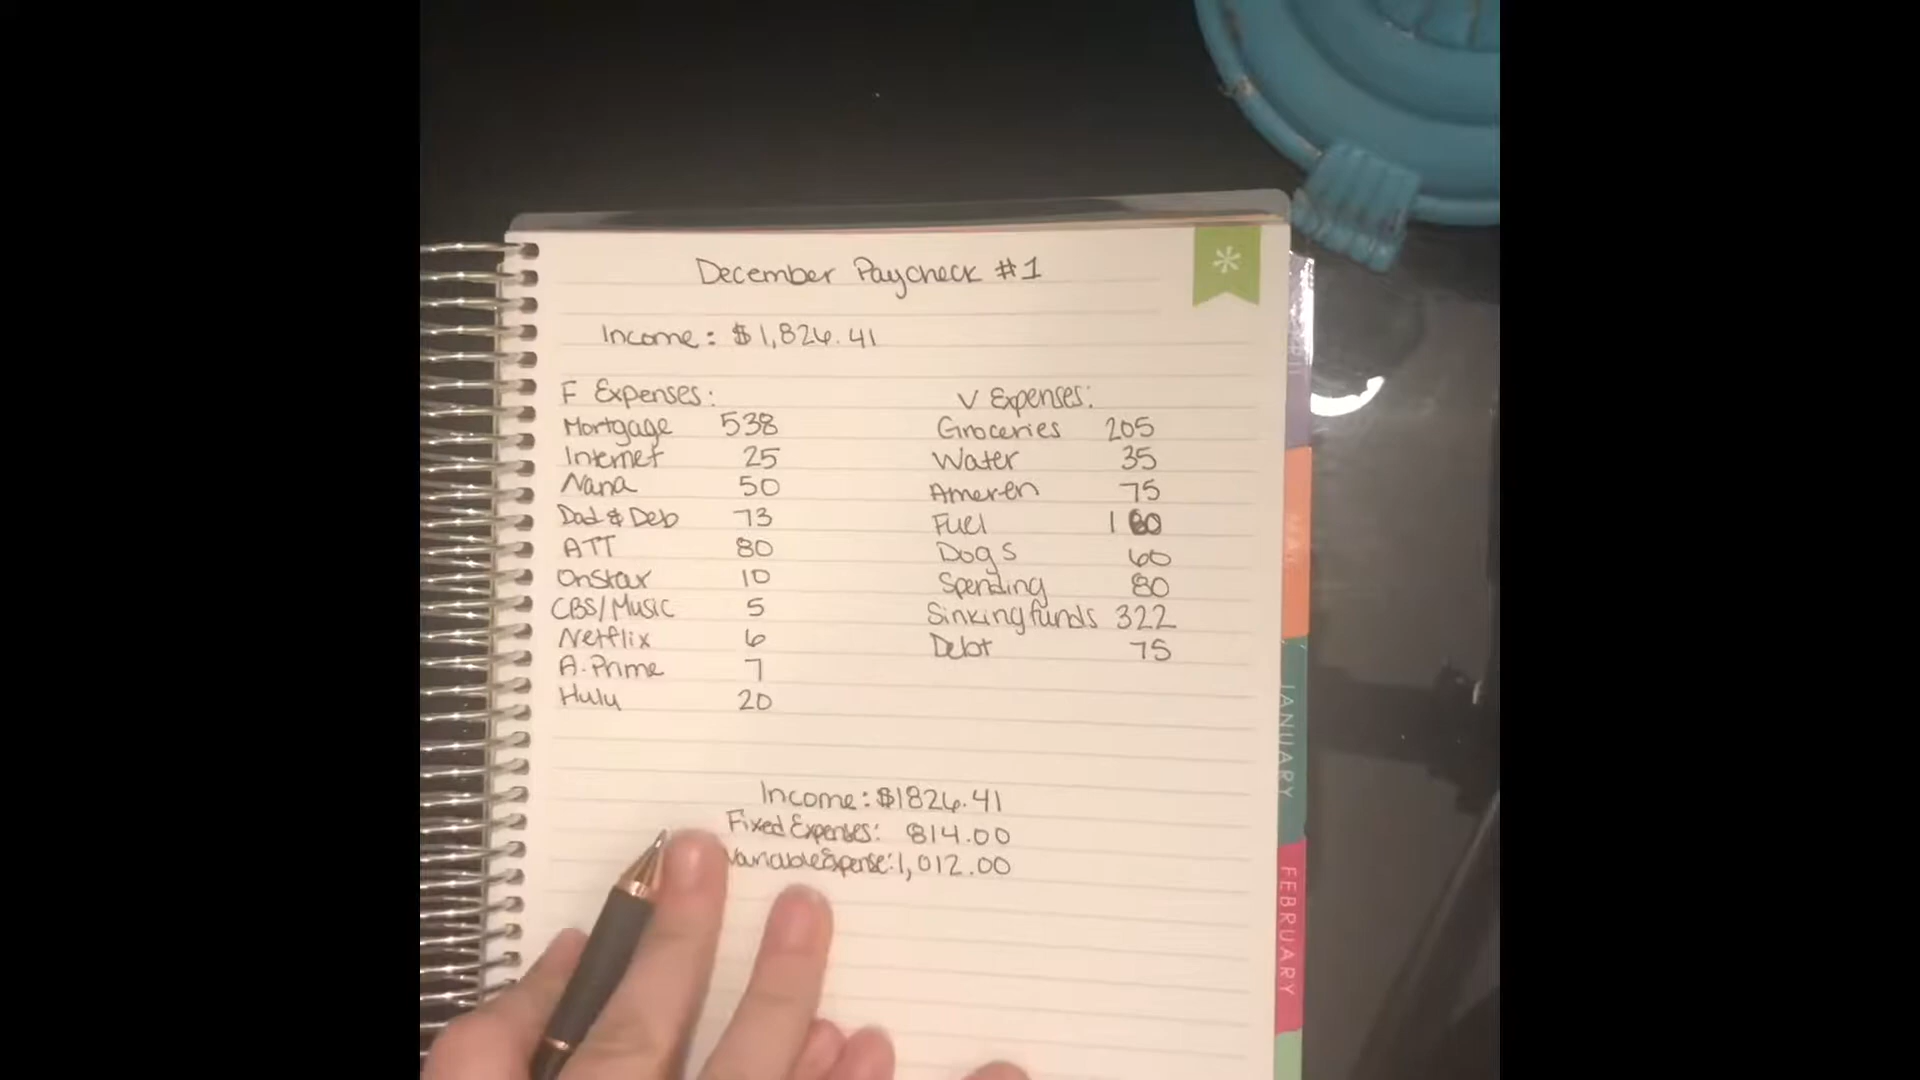 December Paycheck #1
Income: $1,826.41
F Expenses:
Mortgage 538
Internet 25
Nana 50
Dad & Deb 73
ATT 80
OnStar 10
CBS/Music 5
Netflix 6
A. Prime 7
Hulu 20
V Expenses:
Groceries 205
Water 35
Ameren 75
Fuel 160
Dogs 60
Spending 80
Sinking funds 322
Debt 75
Income: $1826.41
Fixed Expenses: 814.00
Variable Expense: 1,012.00
MAY
JANUARY
FEBRUARY